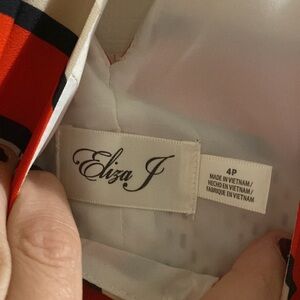 Eliza J
4P
MADE IN VIETNAM/
HECHO EN VIETNAM/
FABRIQUÉ EN VIETNAM